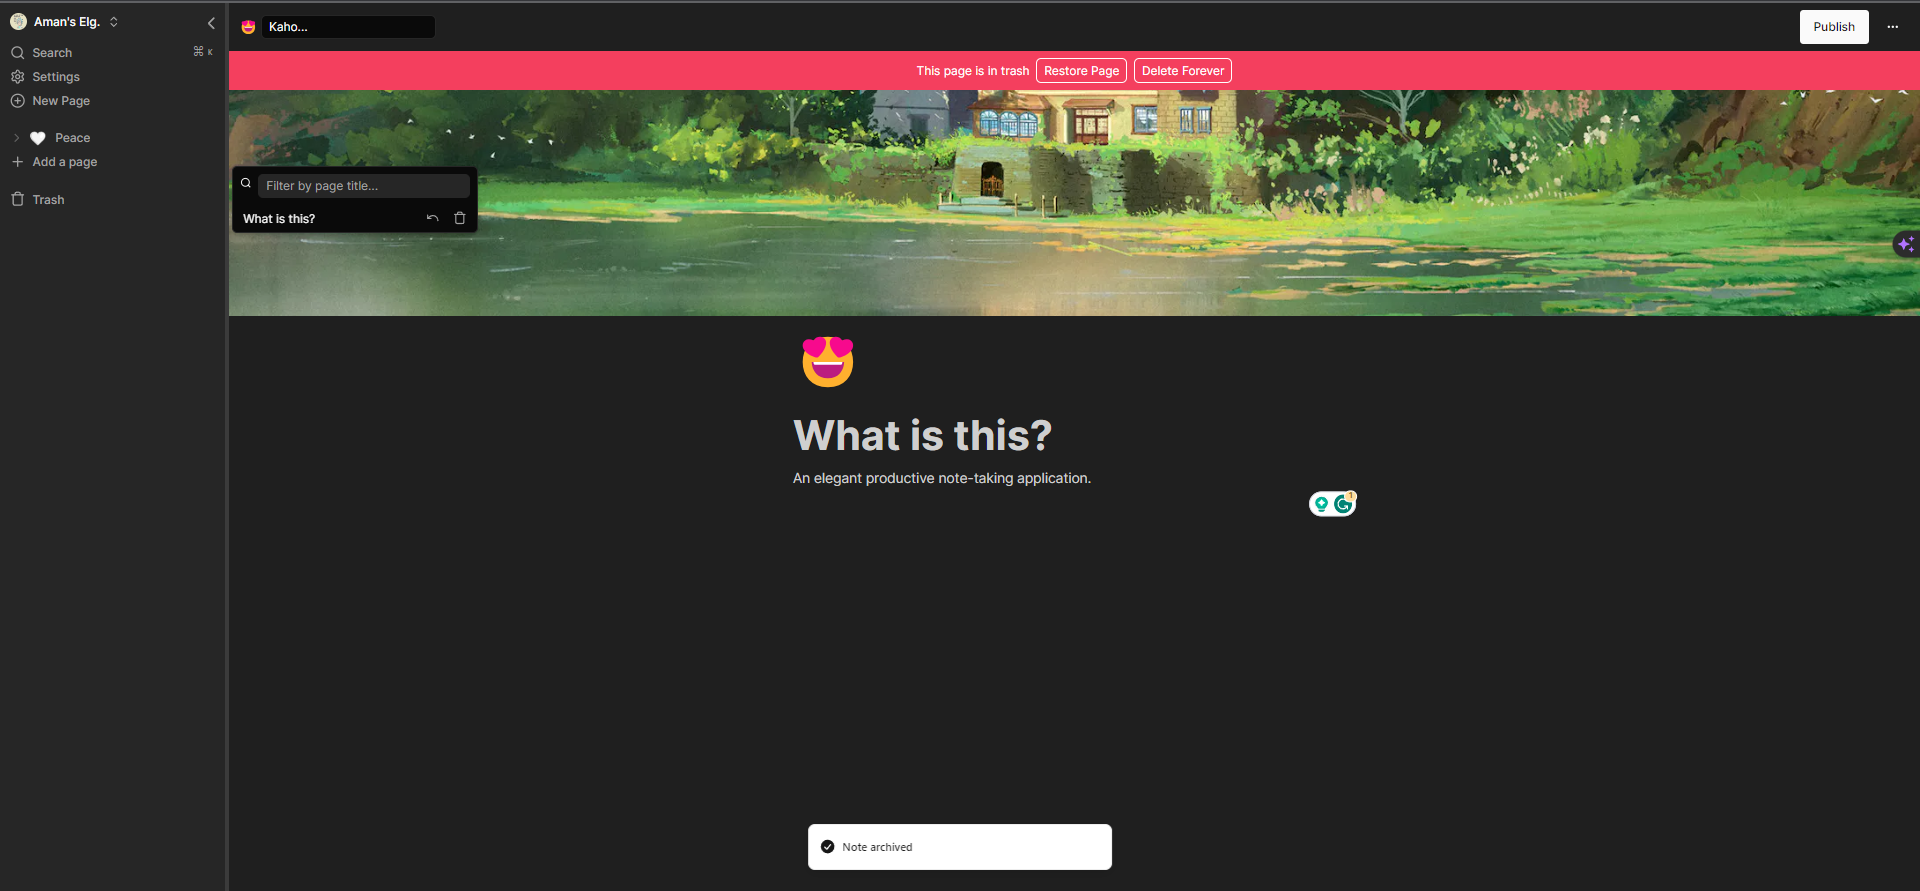 Aman's Elg.
Search
⌘ K
Settings
New Page
Peace
Add a page
Trash
Kaho...
Publish
This page is in trash
Restore Page
Delete Forever
Filter by page title...
What is this?
What is this?
An elegant productive note-taking application.
1
Note archived